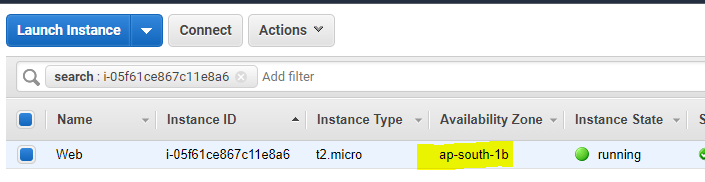 Launch Instance Connect Actions
search : i-05f61ce867c11e8a6 Add filter
Name Instance ID Instance Type Availability Zone Instance State S
Web i-05f61ce867c11e8a6 t2.micro ap-south-1b running